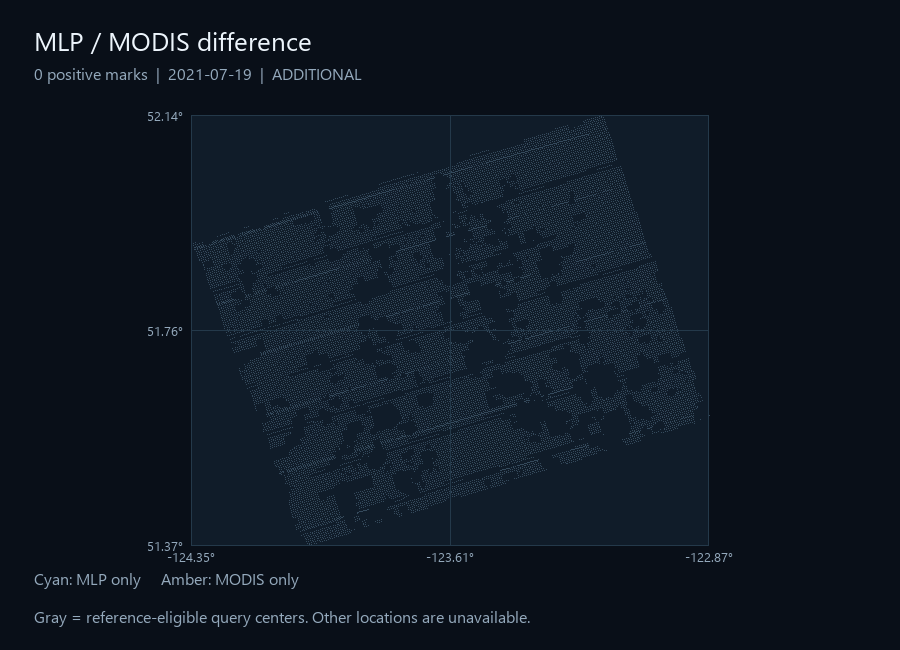 MLP / MODIS difference
0 positive marks | 2021-07-19 | ADDITIONAL
52.14°
51.76°
51.37°
-124.35° -123.61° -122.87°
Cyan: MLP only Amber: MODIS only
Gray = reference-eligible query centers. Other locations are unavailable.